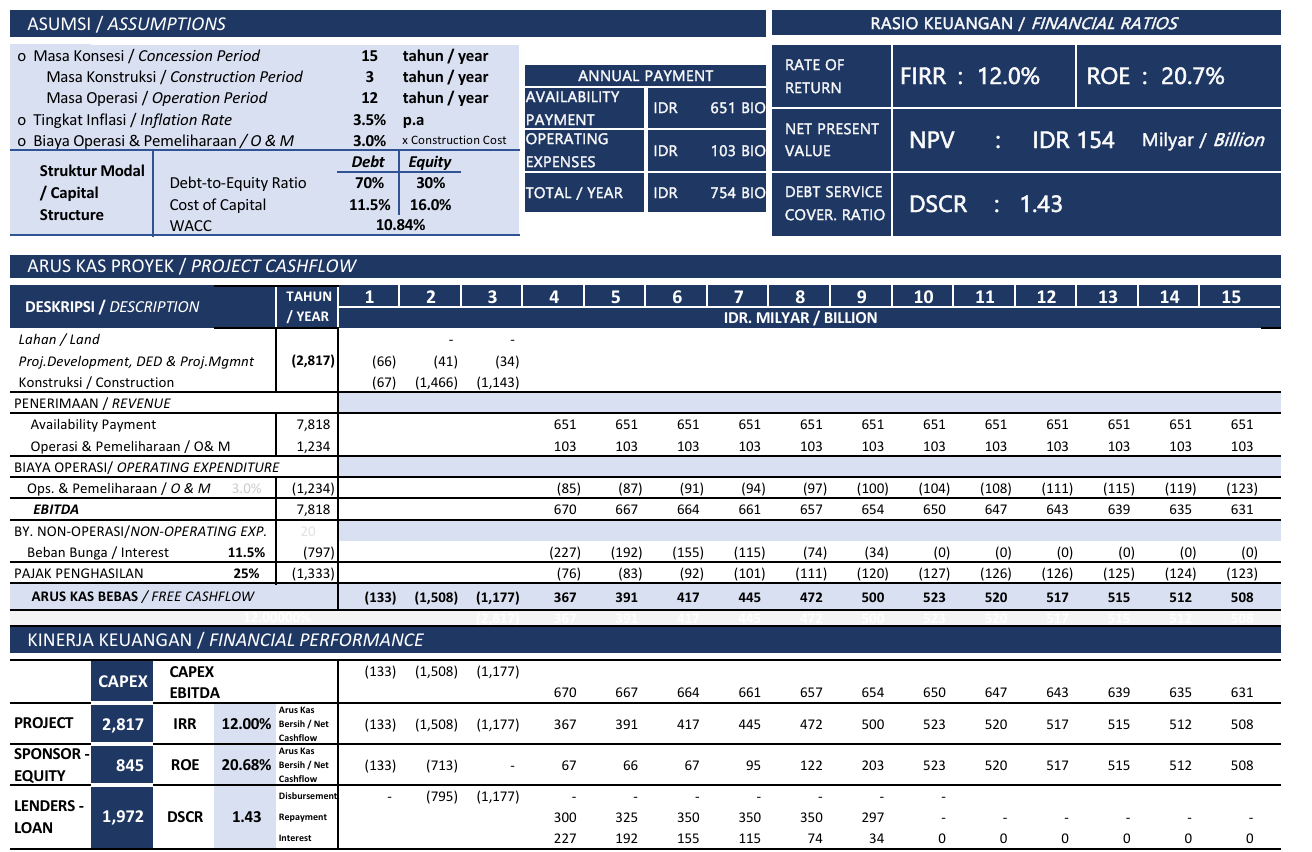 ASUMSI / ASSUMPTIONS
RASIO KEUANGAN / FINANCIAL RATIOS
o Masa Konsesi / Concession Period 15 tahun / year
Masa Konstruksi / Construction Period 3 tahun / year
Masa Operasi / Operation Period 12 tahun / year
o Tingkat Inflasi / Inflation Rate 3.5% p.a
o Biaya Operasi & Pemeliharaan / O & M 3.0% x Construction Cost
Struktur Modal
/ Capital
Structure
Debt Equity
Debt-to-Equity Ratio 70% 30%
Cost of Capital 11.5% 16.0%
WACC 10.84%
ANNUAL PAYMENT
AVAILABILITY
PAYMENT
IDR 651 BIO
OPERATING
EXPENSES
IDR 103 BIO
TOTAL / YEAR IDR 754 BIO
RATE OF
RETURN
FIRR : 12.0% ROE : 20.7%
NET PRESENT
VALUE
NPV : IDR 154 Milyar / Billion
DEBT SERVICE
COVER. RATIO
DSCR : 1.43
ARUS KAS PROYEK / PROJECT CASHFLOW
DESKRIPSI / DESCRIPTION
TAHUN
/ YEAR
1 2 3 4 5 6 7 8 9 10 11 12 13 14 15
IDR. MILYAR / BILLION
Lahan / Land - -
Proj.Development, DED & Proj.Mgmnt (2,817) (66) (41) (34)
Konstruksi / Construction (67) (1,466) (1,143)
PENERIMAAN / REVENUE
Availability Payment 7,818 651 651 651 651 651 651 651 651 651 651 651 651
Operasi & Pemeliharaan / O& M 1,234 103 103 103 103 103 103 103 103 103 103 103 103
BIAYA OPERASI/ OPERATING EXPENDITURE
Ops. & Pemeliharaan / O & M 3.0% (1,234) (85) (87) (91) (94) (97) (100) (104) (108) (111) (115) (119) (123)
EBITDA 7,818 670 667 664 661 657 654 650 647 643 639 635 631
BY. NON-OPERASI/NON-OPERATING EXP. 20
Beban Bunga / Interest 11.5% (797) (227) (192) (155) (115) (74) (34) (0) (0) (0) (0) (0) (0)
PAJAK PENGHASILAN 25% (1,333) (76) (83) (92) (101) (111) (120) (127) (126) (126) (125) (124) (123)
ARUS KAS BEBAS / FREE CASHFLOW (133) (1,508) (1,177) 367 391 417 445 472 500 523 520 517 515 512 508
12.00000% (2,817) 367 391 417 445 472 500 523 520 517 515 512 508
KINERJA KEUANGAN / FINANCIAL PERFORMANCE
CAPEX
CAPEX (133) (1,508) (1,177)
EBITDA 670 667 664 661 657 654 650 647 643 639 635 631
PROJECT 2,817 IRR 12.00%
Arus Kas
Bersih / Net
Cashflow
(133) (1,508) (1,177) 367 391 417 445 472 500 523 520 517 515 512 508
SPONSOR -
EQUITY
845 ROE 20.68%
Arus Kas
Bersih / Net
Cashflow
(133) (713) - 67 66 67 95 122 203 523 520 517 515 512 508
LENDERS -
LOAN
1,972 DSCR 1.43
Disbursement - (795) (1,177) - - - - - - -
Repayment 300 325 350 350 350 297 - - - - - -
Interest 227 192 155 115 74 34 0 0 0 0 0 0